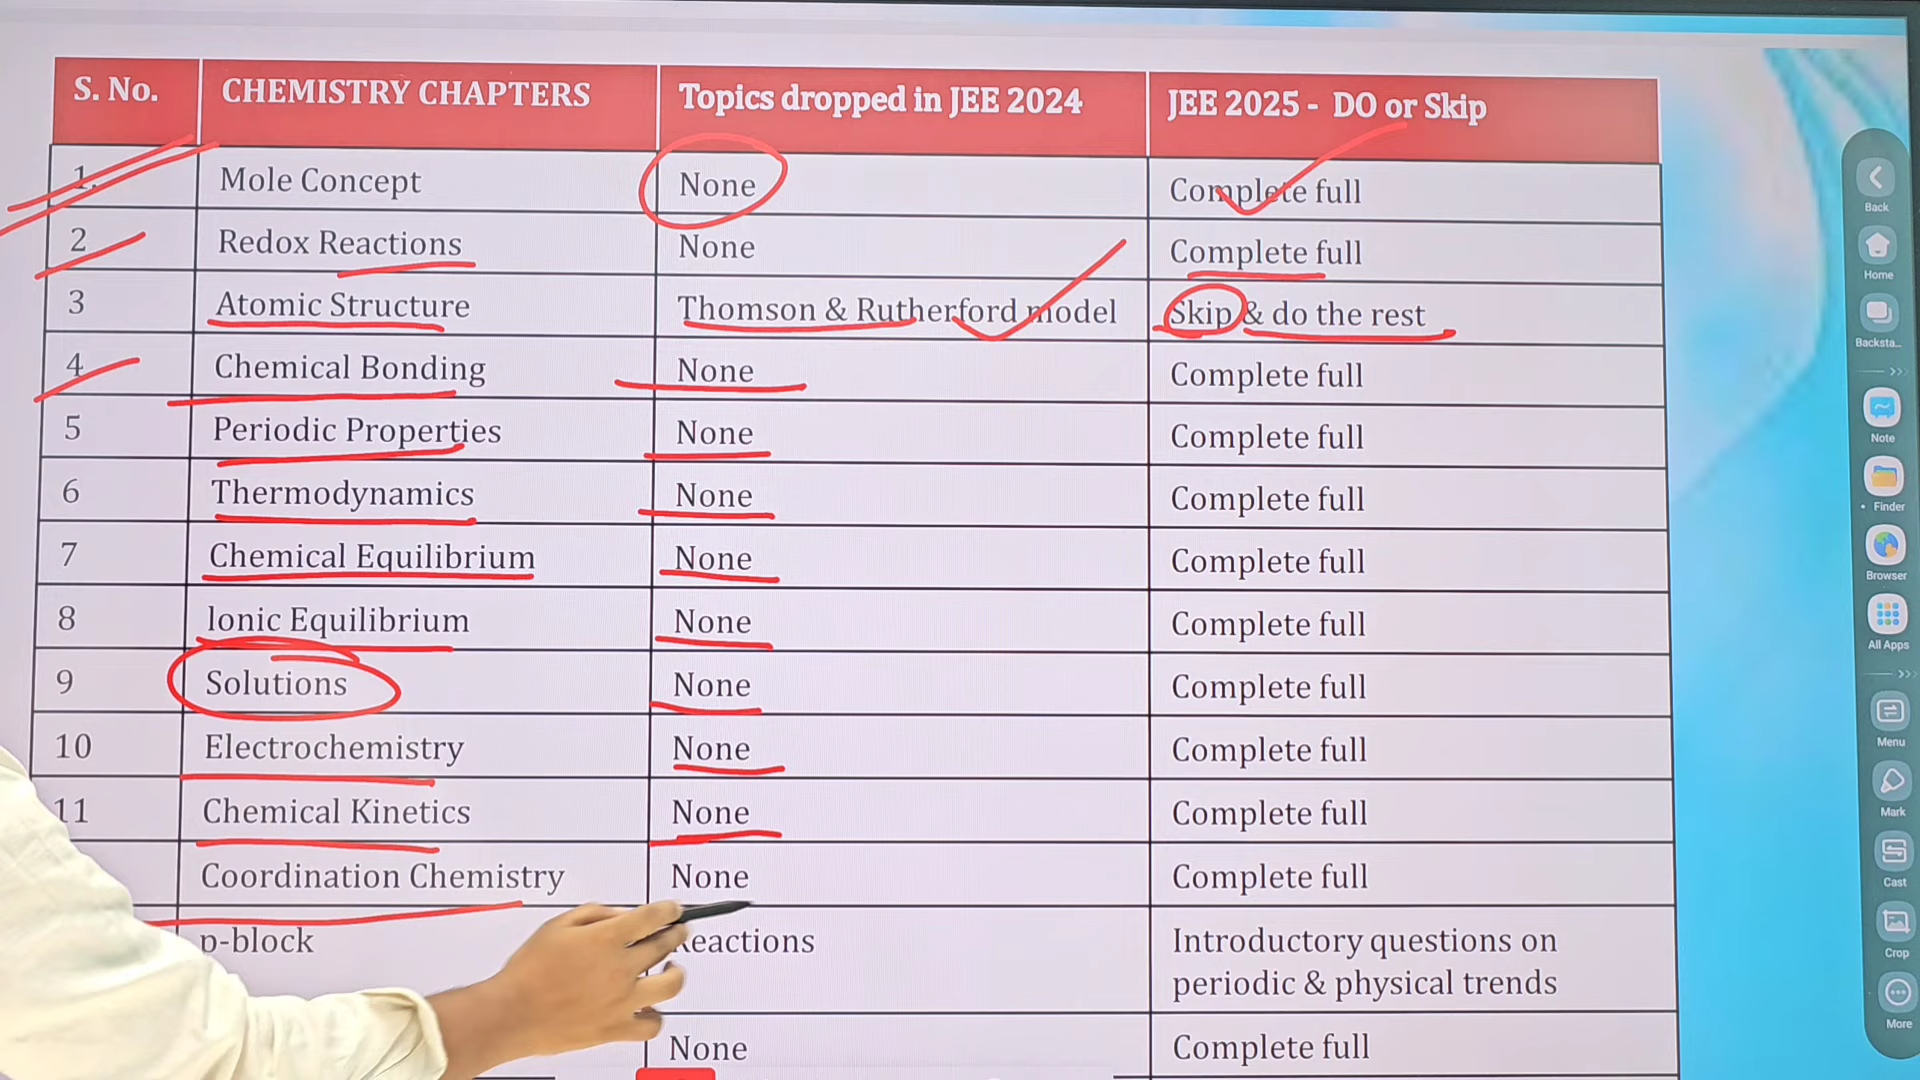 S. No. CHEMISTRY CHAPTERS Topics dropped in JEE 2024 JEE 2025 - DO or Skip
1. Mole Concept None Complete full
2 Redox Reactions None Complete full
3 Atomic Structure Thomson & Rutherford model Skip & do the rest
4 Chemical Bonding None Complete full
5 Periodic Properties None Complete full
6 Thermodynamics None Complete full
7 Chemical Equilibrium None Complete full
8 Ionic Equilibrium None Complete full
9 Solutions None Complete full
10 Electrochemistry None Complete full
11 Chemical Kinetics None Complete full
Coordination Chemistry None Complete full
p-block Reactions Introductory questions on
periodic & physical trends
None Complete full
Back
Home
Backsta...
Note
Finder
Browser
All Apps
Menu
Mark
Cast
Crop
More